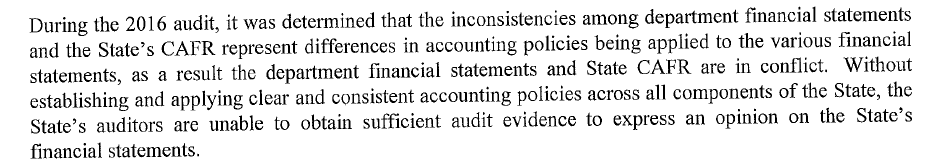 During the 2016 audit, it was determined that the inconsistencies among department financial statements
and the State's CAFR represent differences in accounting policies being applied to the various financial
statements, as a result the department financial statements and State CAFR are in conflict. Without
establishing and applying clear and consistent accounting policies across all components of the State, the
State's auditors are unable to obtain sufficient audit evidence to express an opinion on the State's
financial statements.